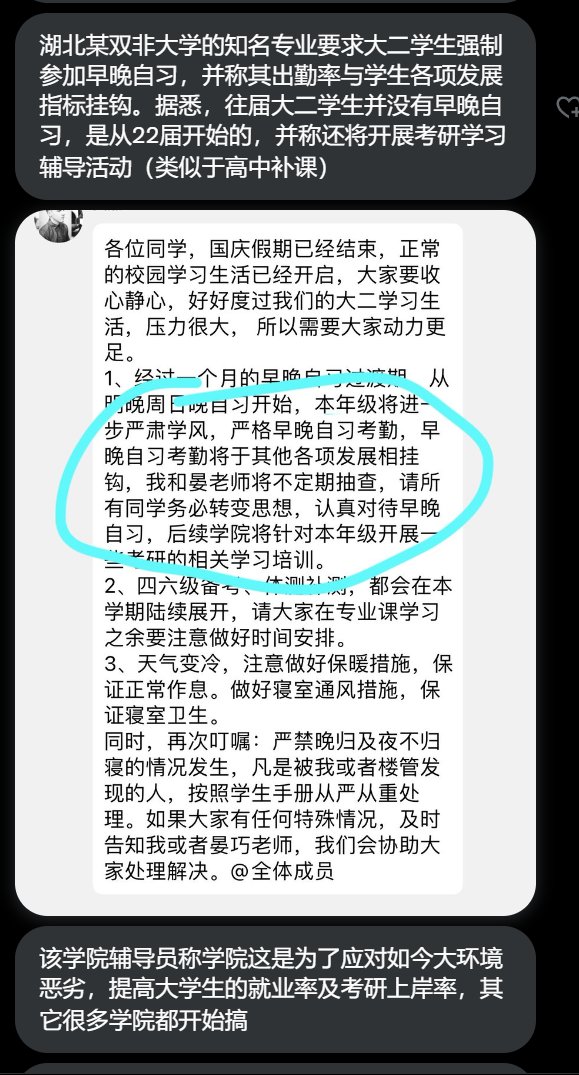 湖北某双非大学的知名专业要求大二学生强制
参加早晚自习，并称其出勤率与学生各项发展
指标挂钩。据悉，往届大二学生并没有早晚自
习，是从22届开始的，并称还将开展考研学习
辅导活动（类似于高中补课）
各位同学，国庆假期已经结束，正常
的校园学习生活已经开启，大家要收
心静心，好好度过我们的大二学习生
活，压力很大， 所以需要大家动力更
足。
1、经过一个月的早晚自习过渡期，从
明晚周日晚自习开始，本年级将进一
步严肃学风，严格早晚自习考勤，早
晚自习考勤将于其他各项发展相挂
钩，我和晏老师将不定期抽查，请所
有同学务必转变思想，认真对待早晚
自习，后续学院将针对本年级开展一
些考研的相关学习培训。
2、四六级备考、体测补测，都会在本
学期陆续展开，请大家在专业课学习
之余要注意做好时间安排。
3、天气变冷，注意做好保暖措施，保
证正常作息。做好寝室通风措施，保
证寝室卫生。
同时，再次叮嘱：严禁晚归及夜不归
寝的情况发生，凡是被我或者楼管发
现的人，按照学生手册从严从重处
理。如果大家有任何特殊情况，及时
告知我或者晏巧老师，我们会协助大
家处理解决。@全体成员
该学院辅导员称学院这是为了应对如今大环境
恶劣，提高大学生的就业率及考研上岸率，其
它很多学院都开始搞